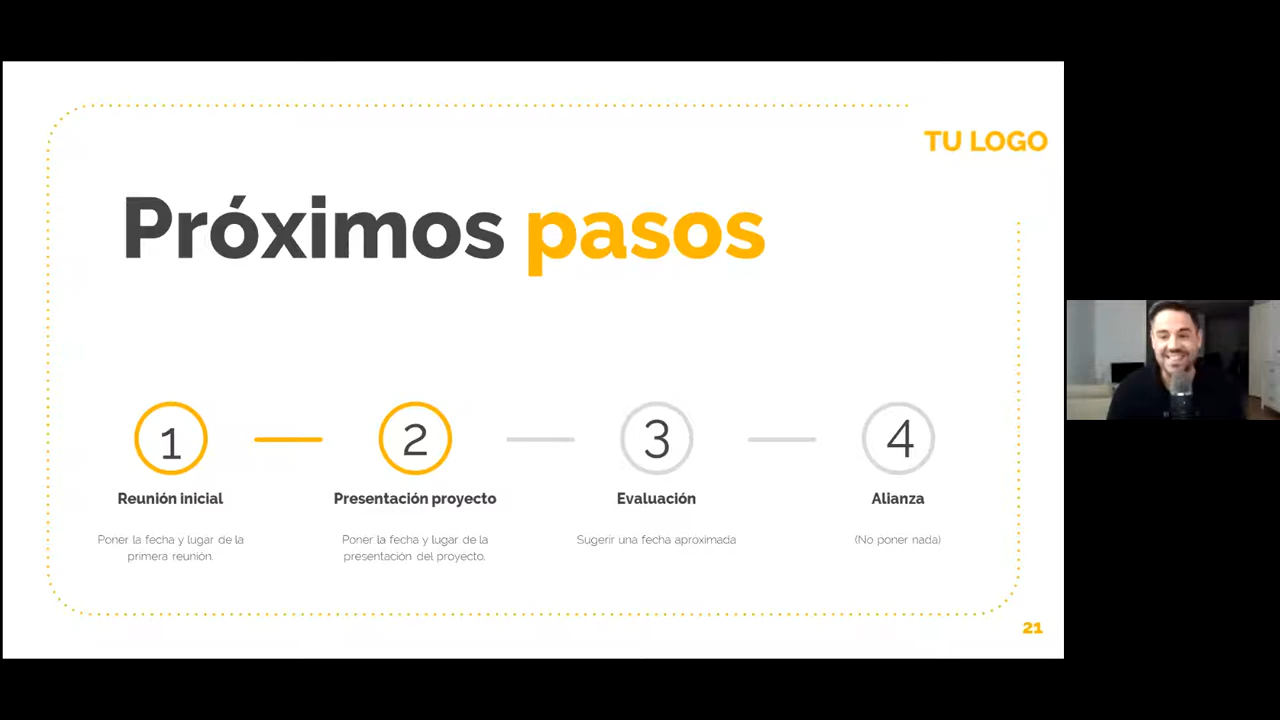 TU LOGO
Próximos pasos
1
2
3
4
Reunión inicial
Presentación proyecto
Evaluación
Alianza
Poner la fecha y lugar de la
primera reunión.
Poner la fecha y lugar de la
presentación del proyecto.
Sugerir una fecha aproximada
(No poner nada)
21